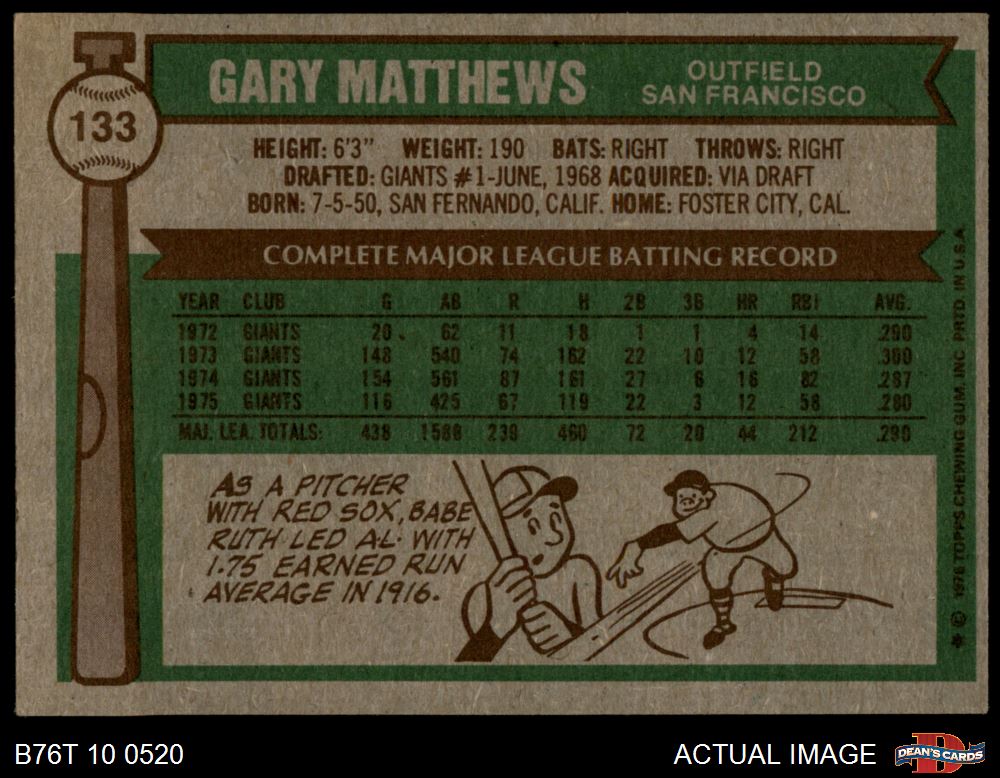 133
GARY MATTHEWS
OUTFIELD
SAN FRANCISCO
HEIGHT: 6'3" WEIGHT: 190 BATS: RIGHT THROWS: RIGHT
DRAFTED: GIANTS #1-JUNE, 1968 ACQUIRED: VIA DRAFT
BORN: 7-5-50, SAN FERNANDO, CALIF. HOME: FOSTER CITY, CAL.
COMPLETE MAJOR LEAGUE BATTING RECORD
YEAR CLUB G AB R H 2B 3B HR RBI AVG.
1972 GIANTS 20 62 11 18 1 1 4 14 .290
1973 GIANTS 148 540 74 162 22 10 12 58 .300
1974 GIANTS 154 561 87 161 27 6 16 82 .287
1975 GIANTS 116 425 67 119 22 3 12 58 .280
MAJ. LEA. TOTALS: 438 1588 239 460 72 20 44 212 .290
AS A PITCHER
WITH RED SOX, BABE
RUTH LED A.L. WITH
1.75 EARNED RUN
AVERAGE IN 1916.
* © 1976 TOPPS CHEWING GUM, INC. PRTD. IN U.S.A.
B76T 10 0520
ACTUAL IMAGE
DEAN'S CARDS